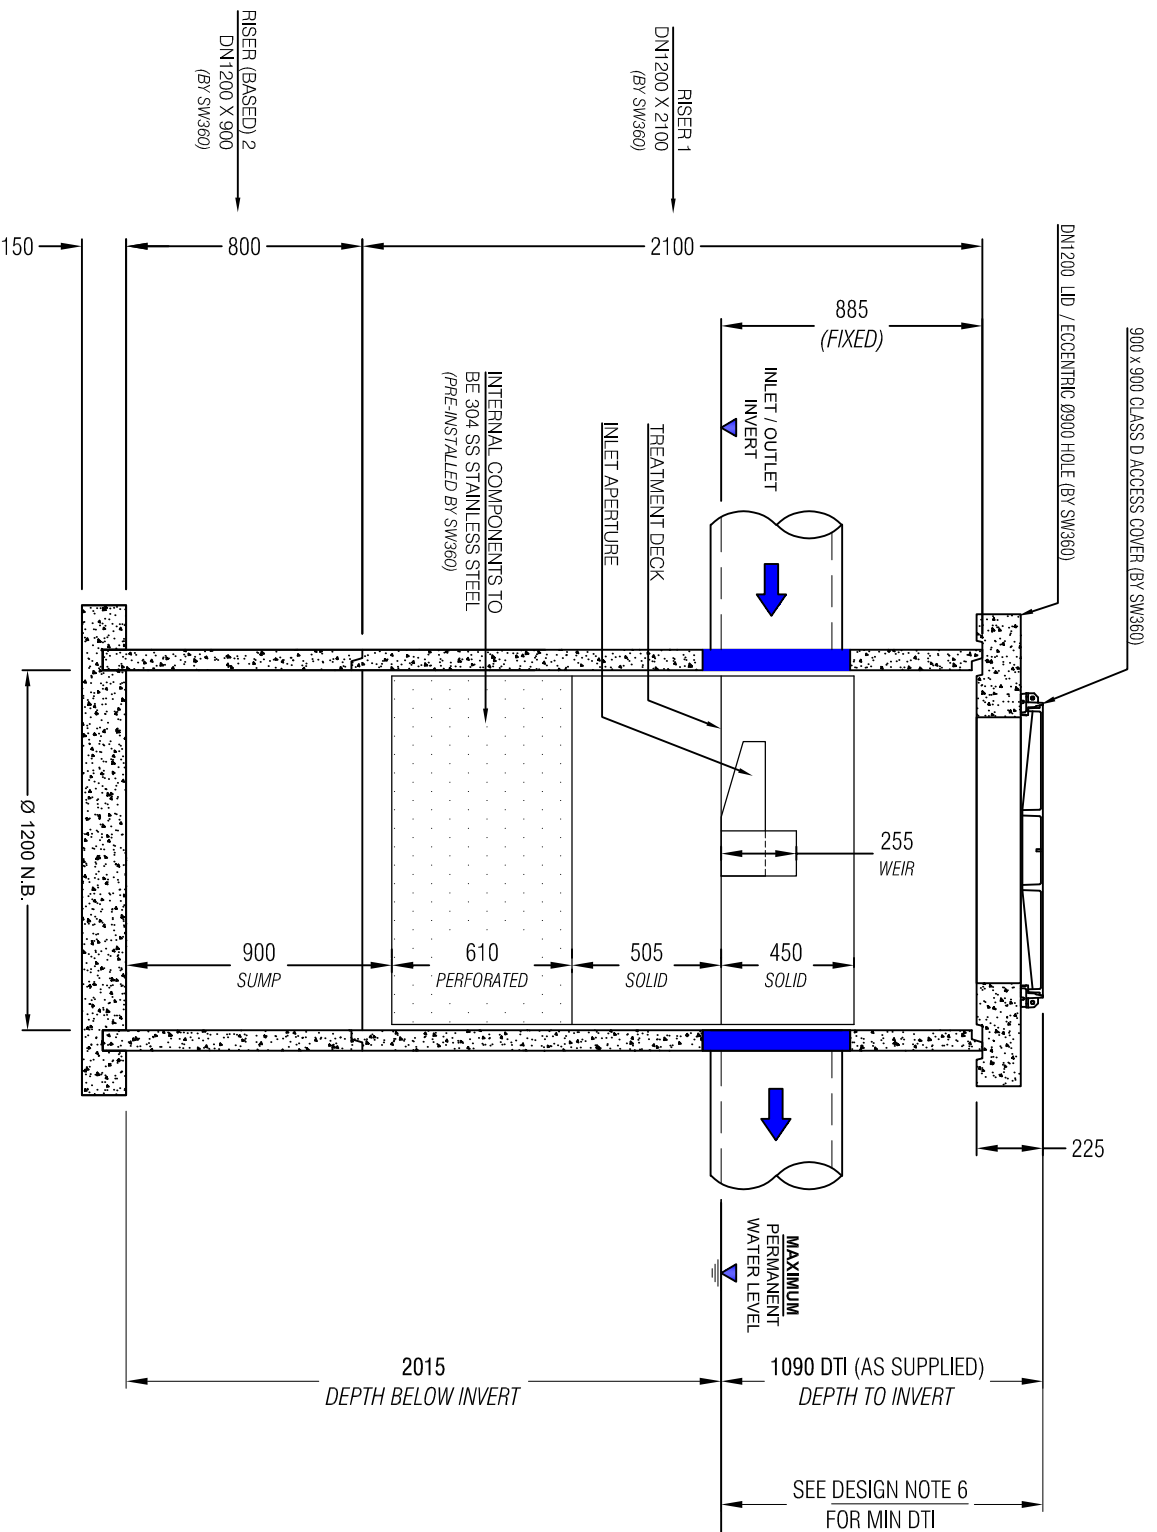 900 x 900 CLASS D ACCESS COVER (BY SW360)
DN1200 LID / ECCENTRIC Ø900 HOLE (BY SW360)
RISER 1
DN1200 X 2100
(BY SW360)
RISER (BASED) 2
DN1200 X 900
(BY SW360)
2100
800
150
885
(FIXED)
INLET / OUTLET
INVERT
TREATMENT DECK
INLET APERTURE
INTERNAL COMPONENTS TO
BE 304 SS STAINLESS STEEL
(PRE-INSTALLED BY SW360)
255
WEIR
450
SOLID
505
SOLID
610
PERFORATED
900
SUMP
Ø 1200 N.B.
225
MAXIMUM
PERMANENT
WATER LEVEL
1090 DTI (AS SUPPLIED)
DEPTH TO INVERT
2015
DEPTH BELOW INVERT
SEE DESIGN NOTE 6
FOR MIN DTI